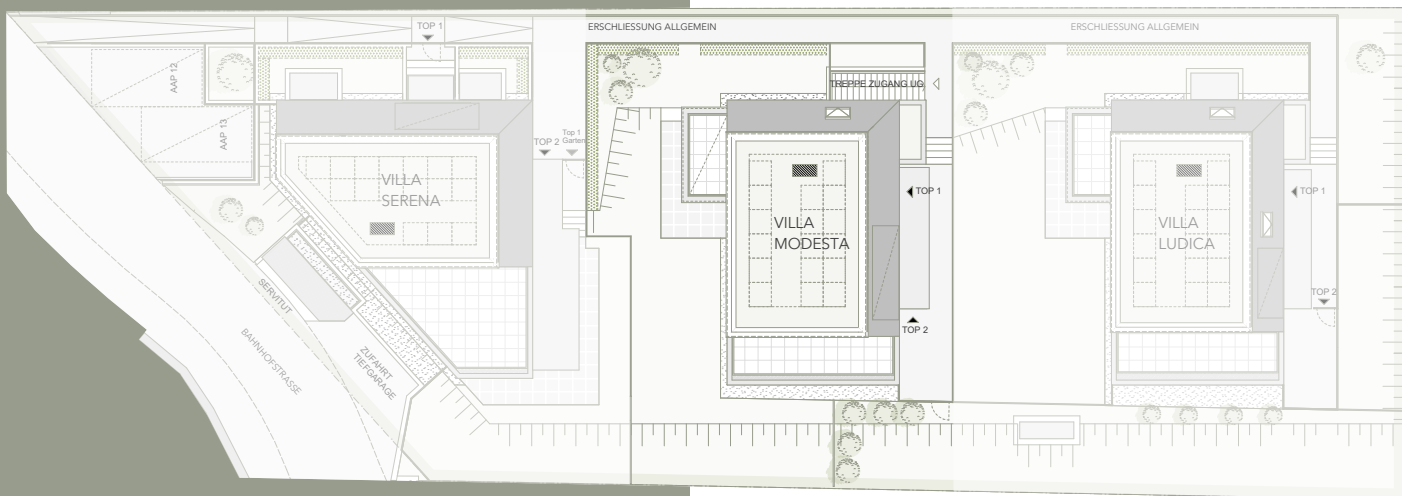 TOP 1
ERSCHLIESSUNG ALLGEMEIN
ERSCHLIESSUNG ALLGEMEIN
AAP 12
AAP 13
TREPPE ZUGANG UG
TOP 2
Top 1
Garten
VILLA
SERENA
TOP 1
VILLA
MODESTA
TOP 1
VILLA
LUDICA
SERVITUT
TOP 2
TOP 2
BAHNHOFSTRASSE
ZUFAHRT
TIEFGARAGE